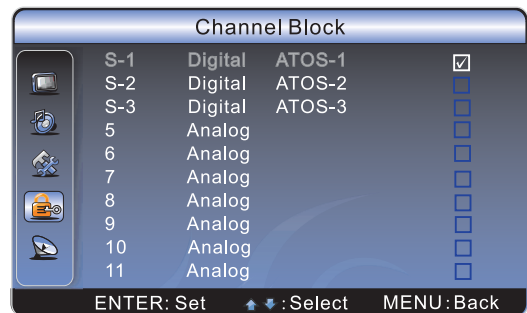 Channel Block
S-1 Digital ATOS-1
S-2 Digital ATOS-2
S-3 Digital ATOS-3
5 Analog
6 Analog
7 Analog
8 Analog
9 Analog
10 Analog
11 Analog
ENTER: Set :Select MENU:Back